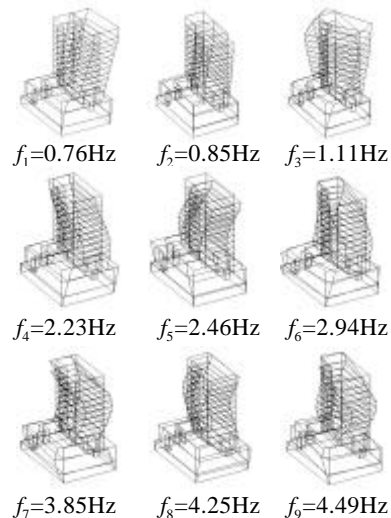 f₁=0.76Hz f₂=0.85Hz f₃=1.11Hz
f₄=2.23Hz f₅=2.46Hz f₆=2.94Hz
f₇=3.85Hz f₈=4.25Hz f₉=4.49Hz